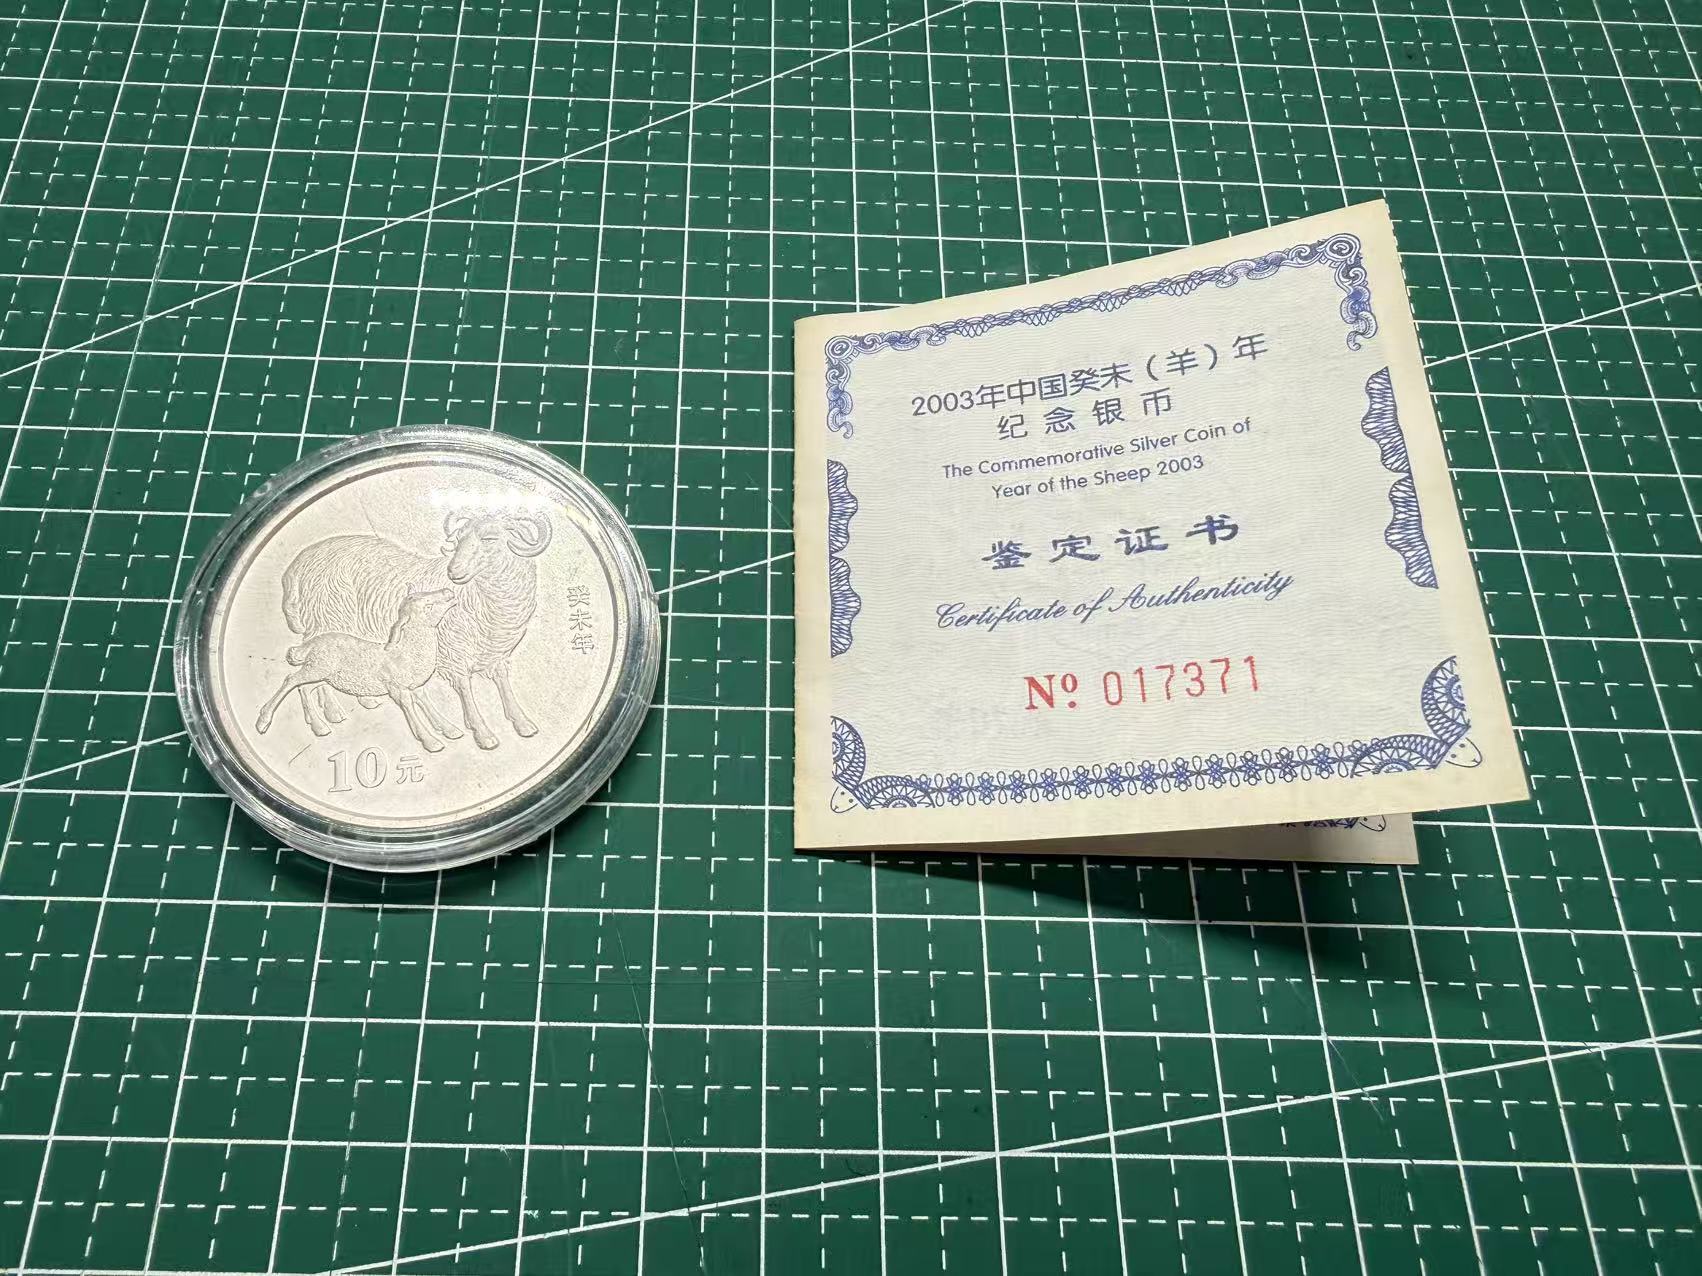 癸未年
10元
2003年中国癸未（羊）年
纪念银币
The Commemorative Silver Coin of
Year of the Sheep 2003
鉴定证书
Certificate of Authenticity
Nº 017371